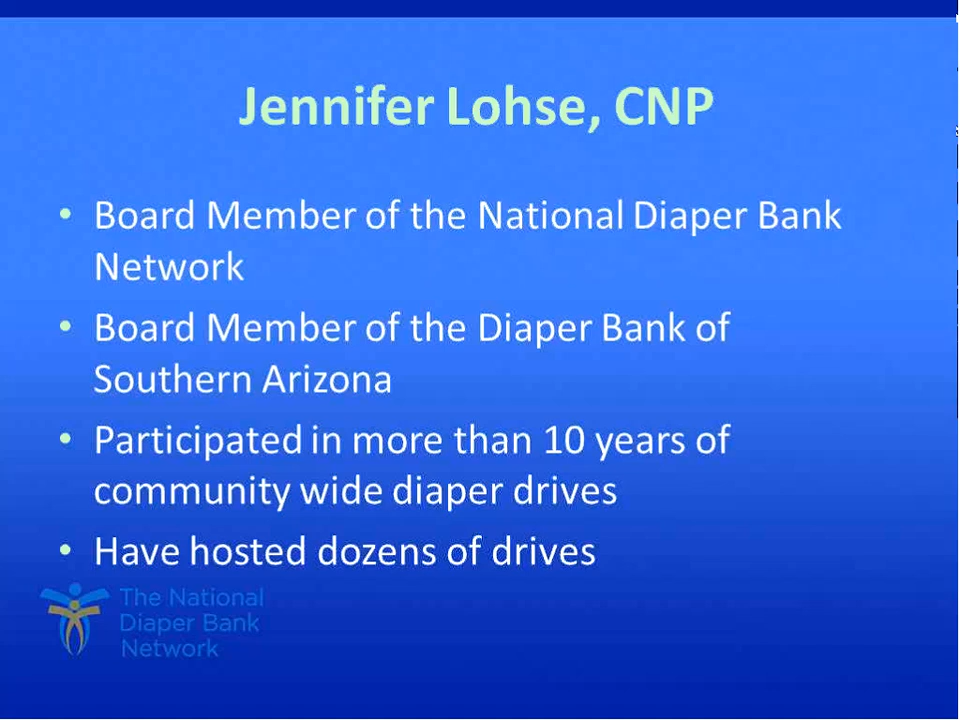 Jennifer Lohse, CNP
• Board Member of the National Diaper Bank
Network
• Board Member of the Diaper Bank of
Southern Arizona
• Participated in more than 10 years of
community wide diaper drives
• Have hosted dozens of drives
The National
Diaper Bank
Network